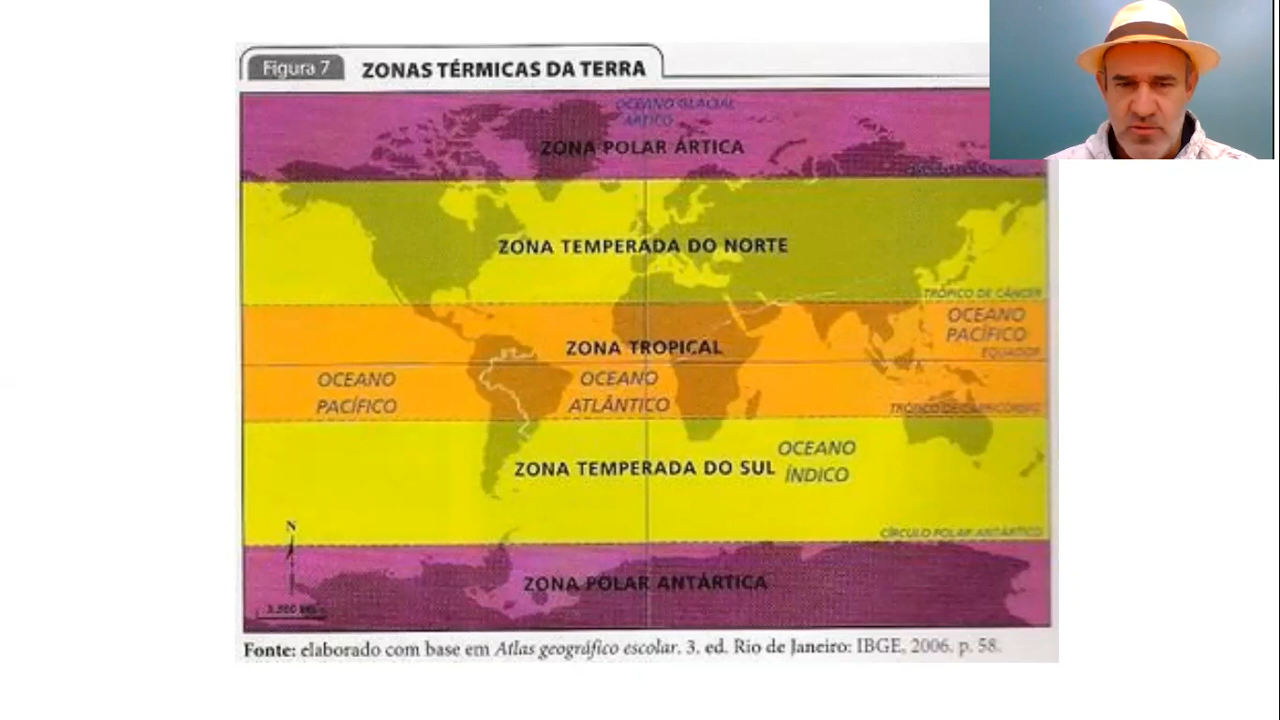 Figura 7
ZONAS TÉRMICAS DA TERRA
OCEANO GLACIAL
ÁRTICO
ZONA POLAR ÁRTICA
ZONA TEMPERADA DO NORTE
TRÓPICO DE CÂNCER
OCEANO
PACÍFICO
EQUADOR
ZONA TROPICAL
OCEANO
PACÍFICO
OCEANO
ATLÂNTICO
TRÓPICO DE CAPRICÓRNIO
OCEANO
ÍNDICO
ZONA TEMPERADA DO SUL
CÍRCULO POLAR ANTÁRTICO
N
ZONA POLAR ANTÁRTICA
Fonte: elaborado com base em Atlas geográfico escolar. 3. ed. Rio de Janeiro: IBGE, 2006. p. 58.